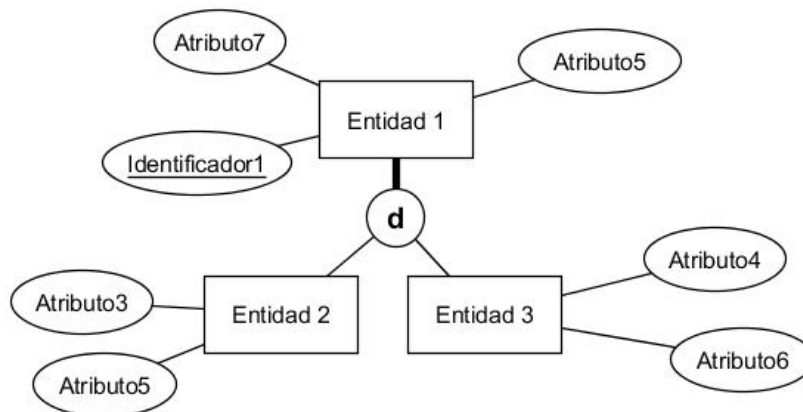 Atributo7
Atributo5
Entidad 1
Identificador1
d
Atributo4
Atributo3
Entidad 2
Entidad 3
Atributo6
Atributo5